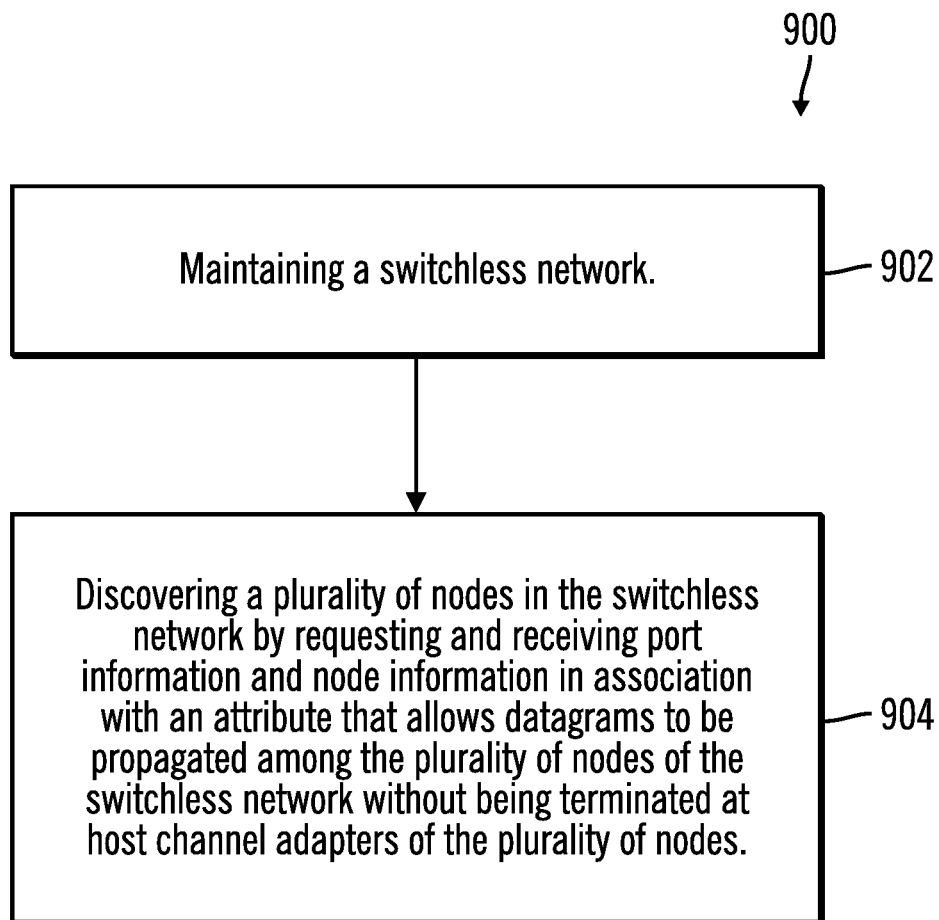 900
Maintaining a switchless network.
902
Discovering a plurality of nodes in the switchless
network by requesting and receiving port
information and node information in association
with an attribute that allows datagrams to be
propagated among the plurality of nodes of the
switchless network without being terminated at
host channel adapters of the plurality of nodes.
904